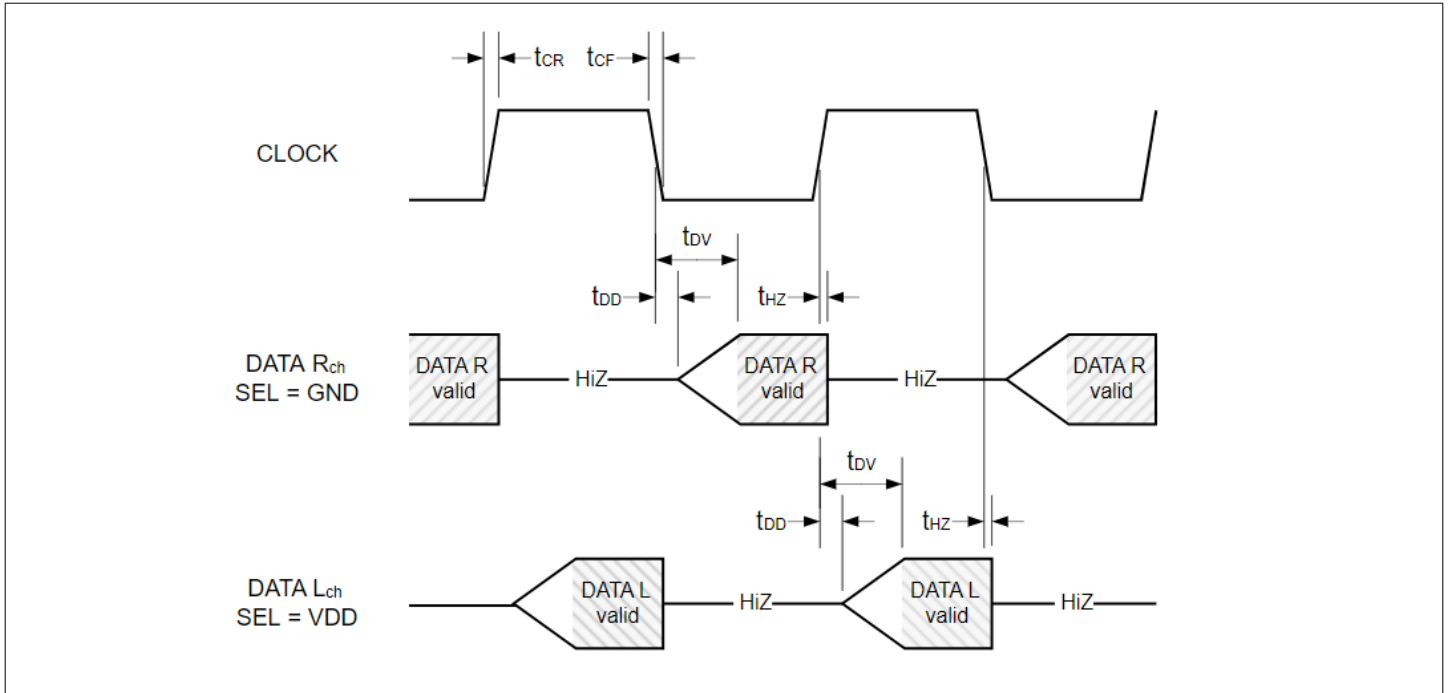 tCR tCF
CLOCK
tDV
tDD tHZ
DATA Rch
SEL = GND
DATA R
valid
HiZ
DATA R
valid
HiZ
DATA R
valid
tDV
tDD tHZ
DATA Lch
SEL = VDD
DATA L
valid
HiZ
DATA L
valid
HiZ